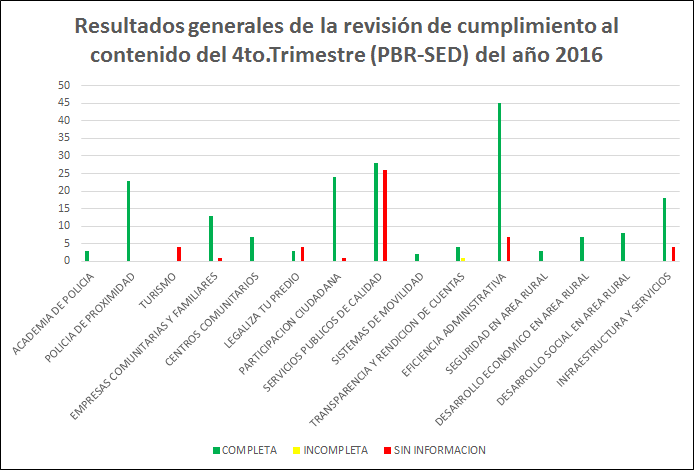 Resultados generales de la revisión de cumplimiento al
contenido del 4to.Trimestre (PBR-SED) del año 2016
50
45
40
35
30
25
20
15
10
5
0
ACADEMIA DE POLICIA
POLICIA DE PROXIMIDAD
TURISMO
EMPRESAS COMUNITARIAS Y FAMILIARES
CENTROS COMUNITARIOS
LEGALIZA TU PREDIO
PARTICIPACION CIUDADANA
SERVICIOS PUBLICOS DE CALIDAD
SISTEMAS DE MOVILIDAD
TRANSPARENCIA Y RENDICION DE CUENTAS
EFICIENCIA ADMINISTRATIVA
SEGURIDAD EN AREA RURAL
DESARROLLO ECONOMICO EN AREA RURAL
DESARROLLO SOCIAL EN AREA RURAL
INFRAESTRUCTURA Y SERVICIOS
COMPLETA INCOMPLETA SIN INFORMACION